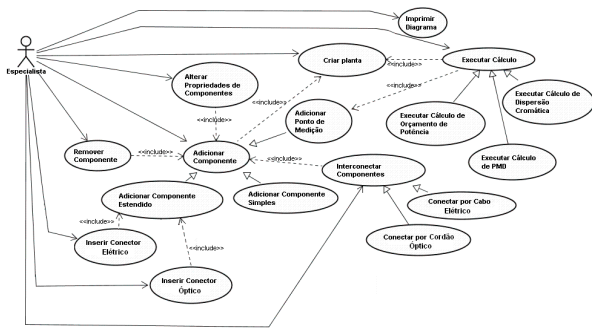 Imprimir
Diagrama
Especialista
Criar planta
Executar Cálculo
<<include>>
Alterar
Propriedades de
Componentes
<<include>>
<<include>>
Executar Cálculo de
Dispersão
Cromática
<<include>>
Adicionar
Ponto de
Medição
<<include>>
Executar Cálculo de
Orçamento de
Potência
Remover
Componente
<<include>>
Adicionar
Componente
<<include>>
Interconectar
Componentes
Executar Cálculo
de PMD
Adicionar Componente
Estendido
Adicionar Componente
Simples
Conectar por Cabo
Elétrico
<<include>>
Inserir Conector
Elétrico
<<include>>
Conectar por Cordão
Óptico
Inserir Conector
Óptico